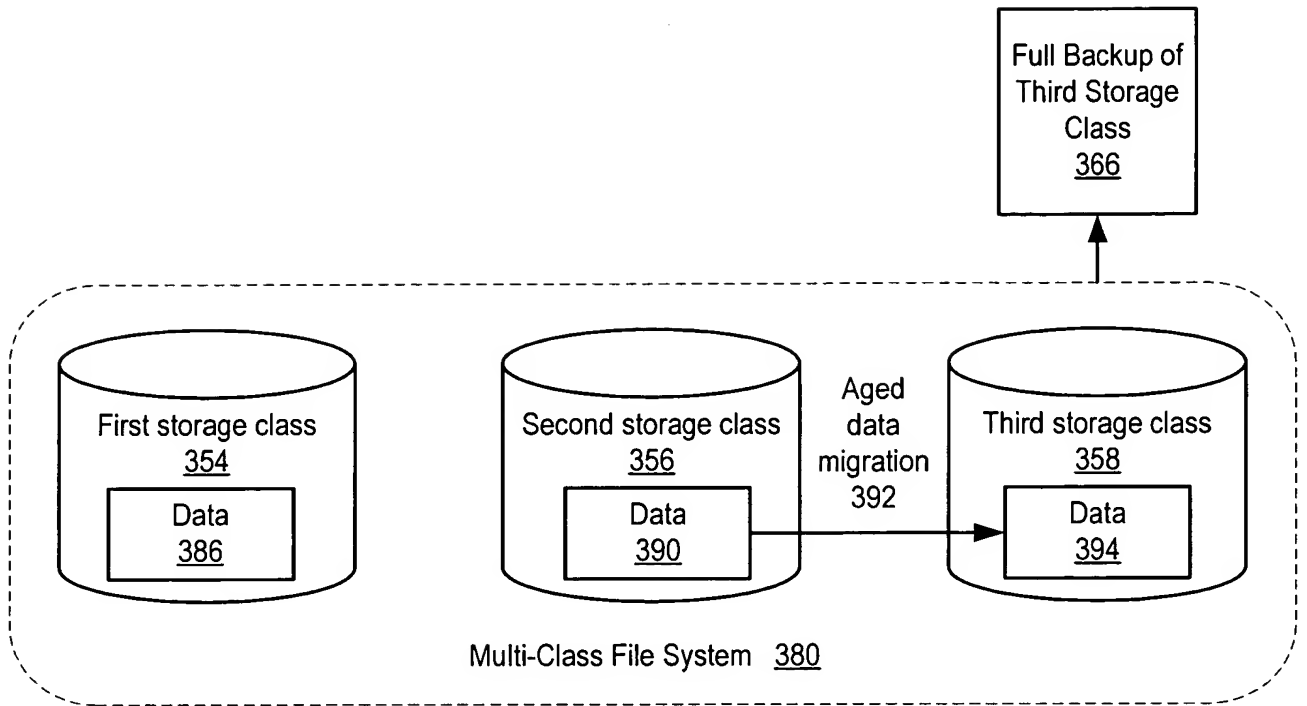 Full Backup of
Third Storage
Class
366
First storage class
354
Data
386
Second storage class
356
Data
390
Aged
data
migration
392
Third storage class
358
Data
394
Multi-Class File System 380